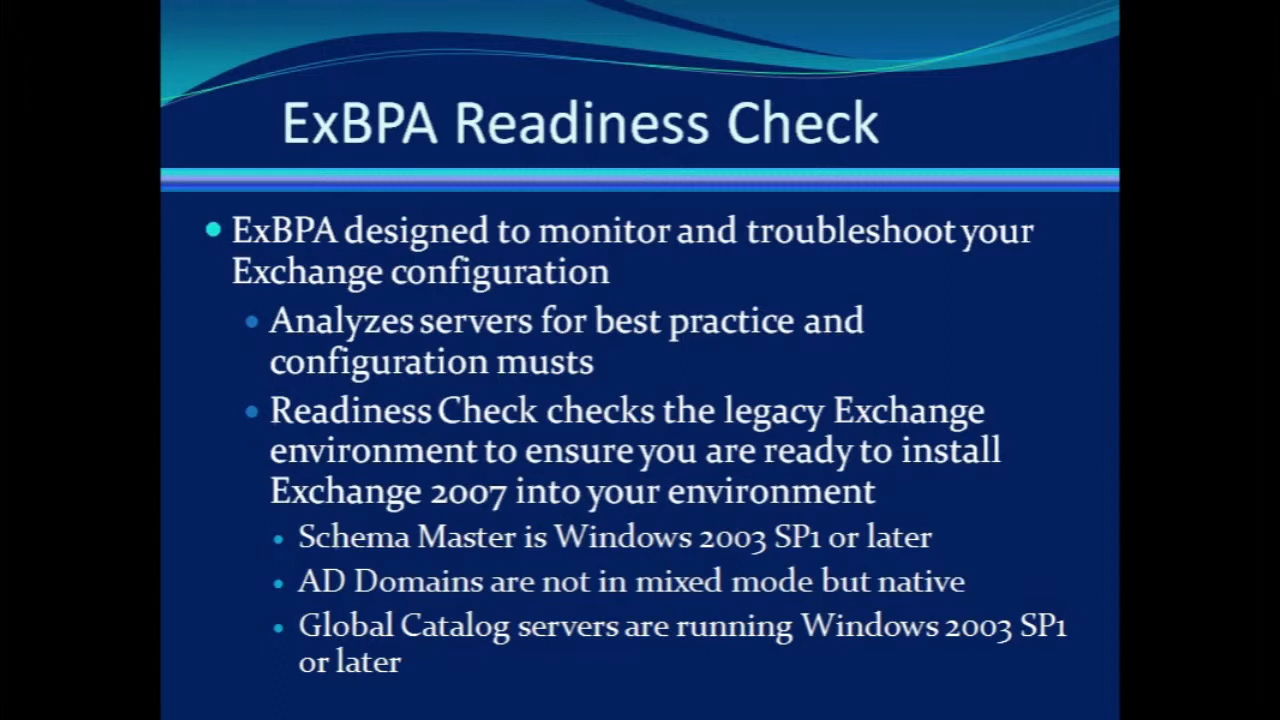 ExBPA Readiness Check
ExBPA designed to monitor and troubleshoot your
Exchange configuration
Analyzes servers for best practice and
configuration musts
Readiness Check checks the legacy Exchange
environment to ensure you are ready to install
Exchange 2007 into your environment
Schema Master is Windows 2003 SP1 or later
AD Domains are not in mixed mode but native
Global Catalog servers are running Windows 2003 SP1
or later